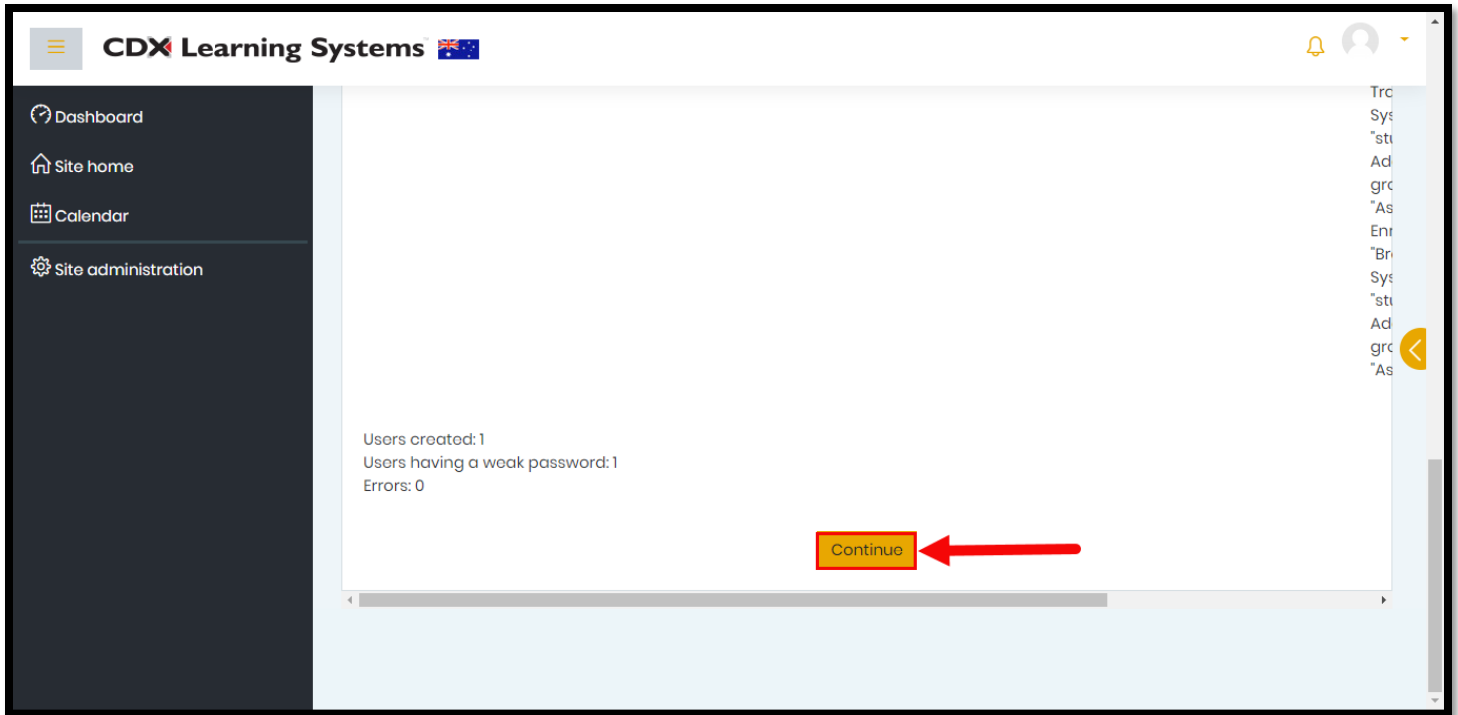 CDX Learning Systems
Dashboard
Site home
Calendar
Site administration
Users created: 1
Users having a weak password: 1
Errors: 0
Continue